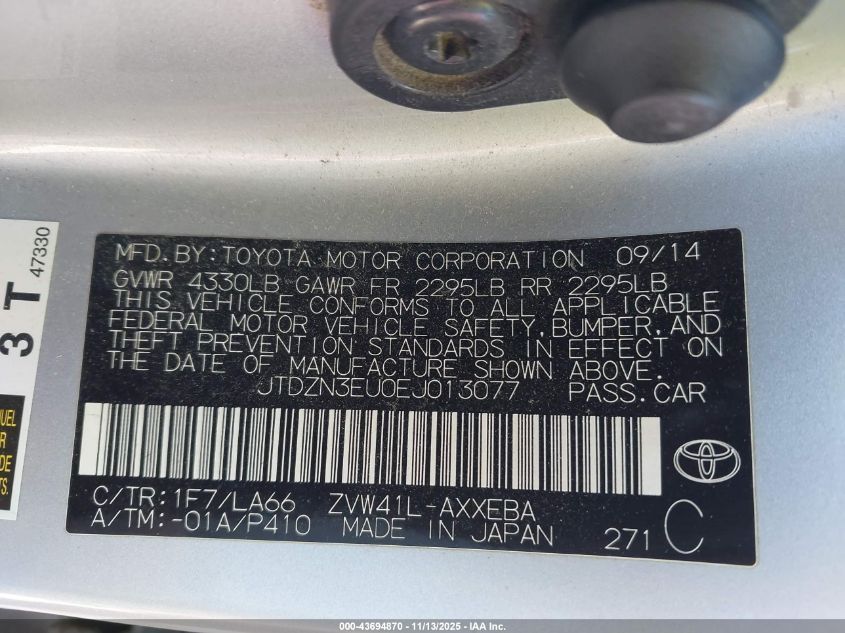 MFD. BY: TOYOTA MOTOR CORPORATION 09/14
GVWR 4330LB GAWR FR 2295LB RR 2295LB
THIS VEHICLE CONFORMS TO ALL APPLICABLE
FEDERAL MOTOR VEHICLE SAFETY, BUMPER, AND
THEFT PREVENTION STANDARDS IN EFFECT ON
THE DATE OF MANUFACTURE SHOWN ABOVE.
JTDZN3EU0EJ013077 PASS. CAR
C/TR: 1F7/LA66 ZVW41L-AXXEBA
A/TM: -01A/P410 MADE IN JAPAN 271 C
3 T 47330
000-43694870 - 11/13/2025 - IAA Inc.